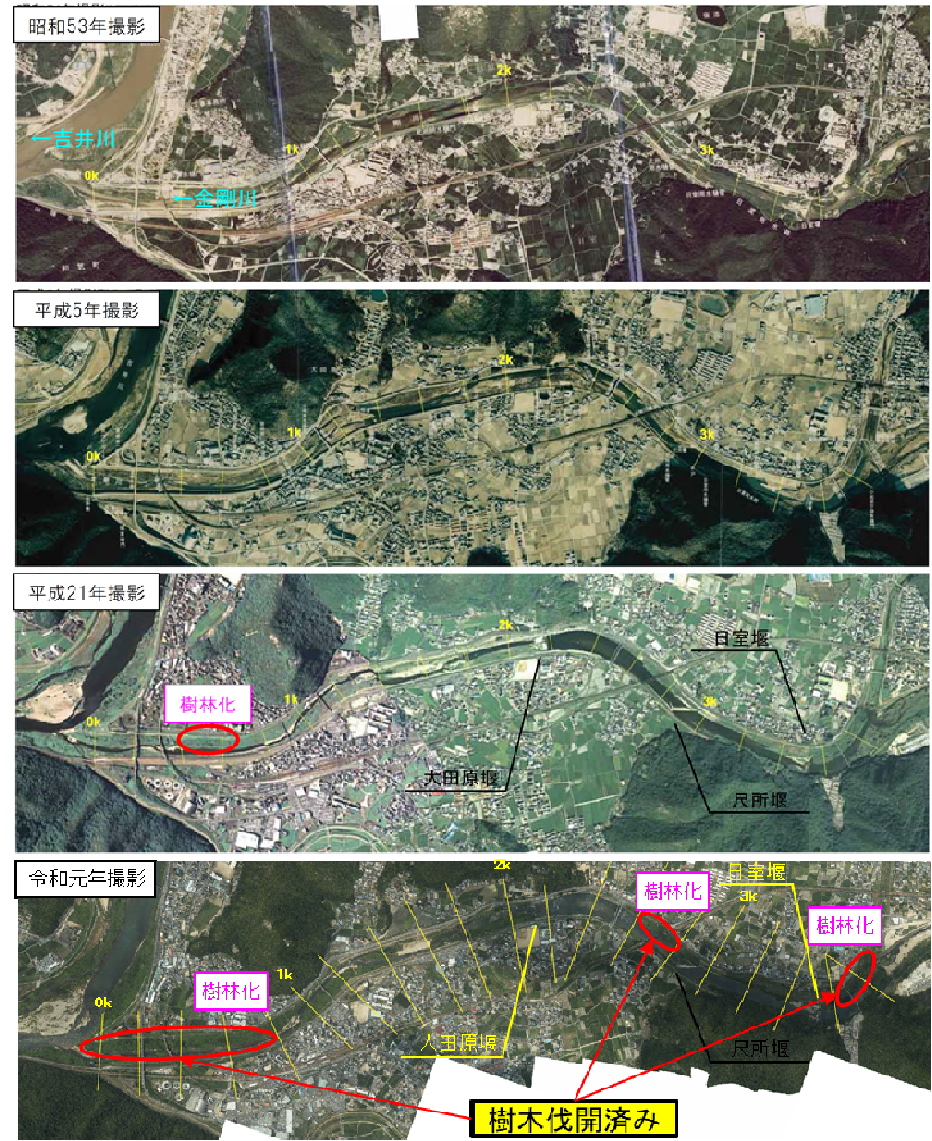 昭和53年撮影
2k
1k
3k
0k
←吉井川
←金剛川
平成5年撮影
2k
1k
3k
0k
平成21年撮影
2k
日室堰
樹林化
1k
3k
0k
大田原堰
尺所堰
令和元年撮影
2k
樹林化
日室堰
3k
樹林化
1k
樹林化
0k
大田原堰
尺所堰
樹木伐開済み